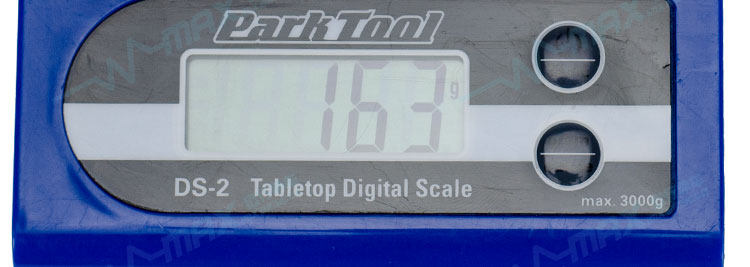 ParkTool
163 g
DS-2 Tabletop Digital Scale
max. 3000g